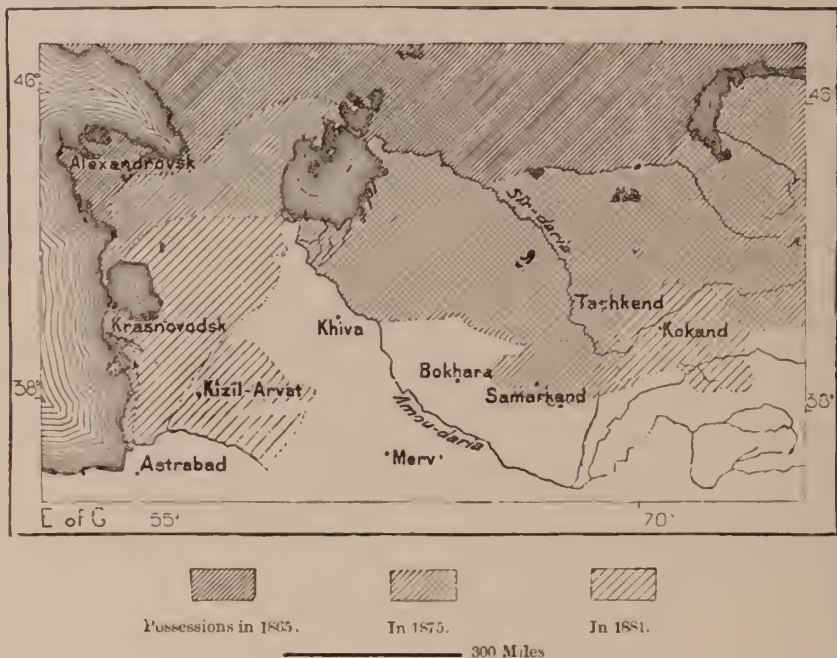 46°
46°
Alexandrovsk
Sir-daria
Tashkend
Krasnovodsk
Khiva
Kokand
Bokhara
38°
Kizil-Arvat
Samarkand
38°
Amou-daria
Merv
Astrabad
E of G 55° 70°
Possessions in 1865. In 1875. In 1881.
300 Miles